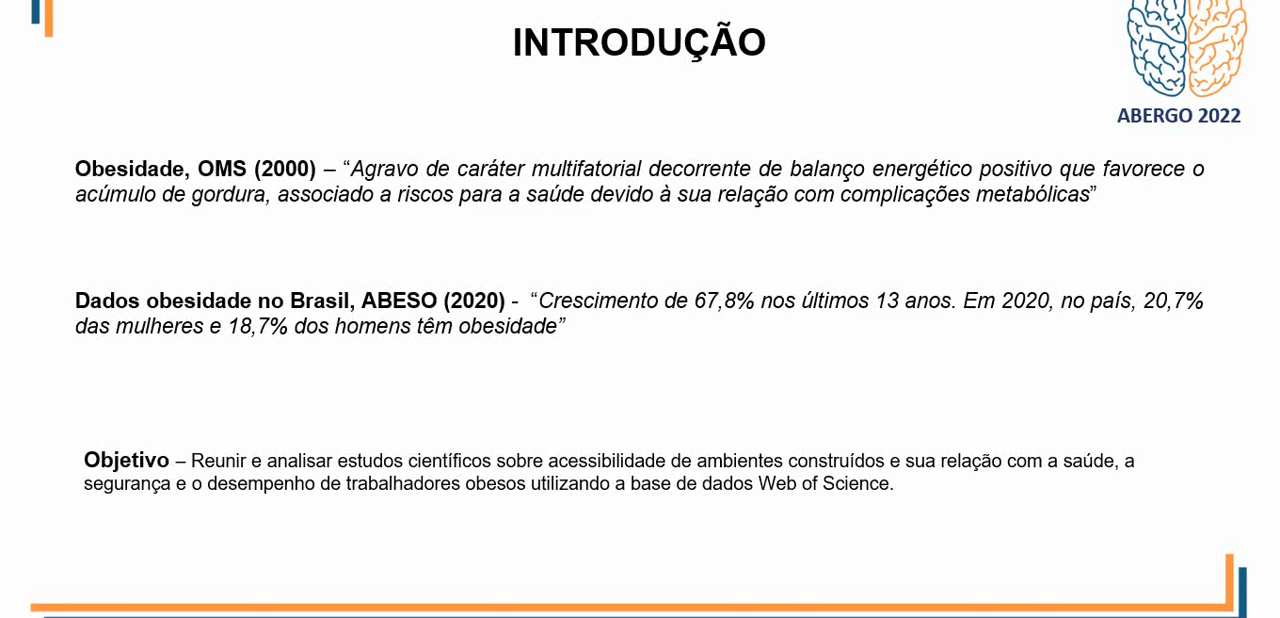 INTRODUÇÃO
ABERGO 2022
Obesidade, OMS (2000) – “Agravo de caráter multifatorial decorrente de balanço energético positivo que favorece o
acúmulo de gordura, associado a riscos para a saúde devido à sua relação com complicações metabólicas”
Dados obesidade no Brasil, ABESO (2020) - “Crescimento de 67,8% nos últimos 13 anos. Em 2020, no país, 20,7%
das mulheres e 18,7% dos homens têm obesidade”
Objetivo – Reunir e analisar estudos científicos sobre acessibilidade de ambientes construídos e sua relação com a saúde, a
segurança e o desempenho de trabalhadores obesos utilizando a base de dados Web of Science.